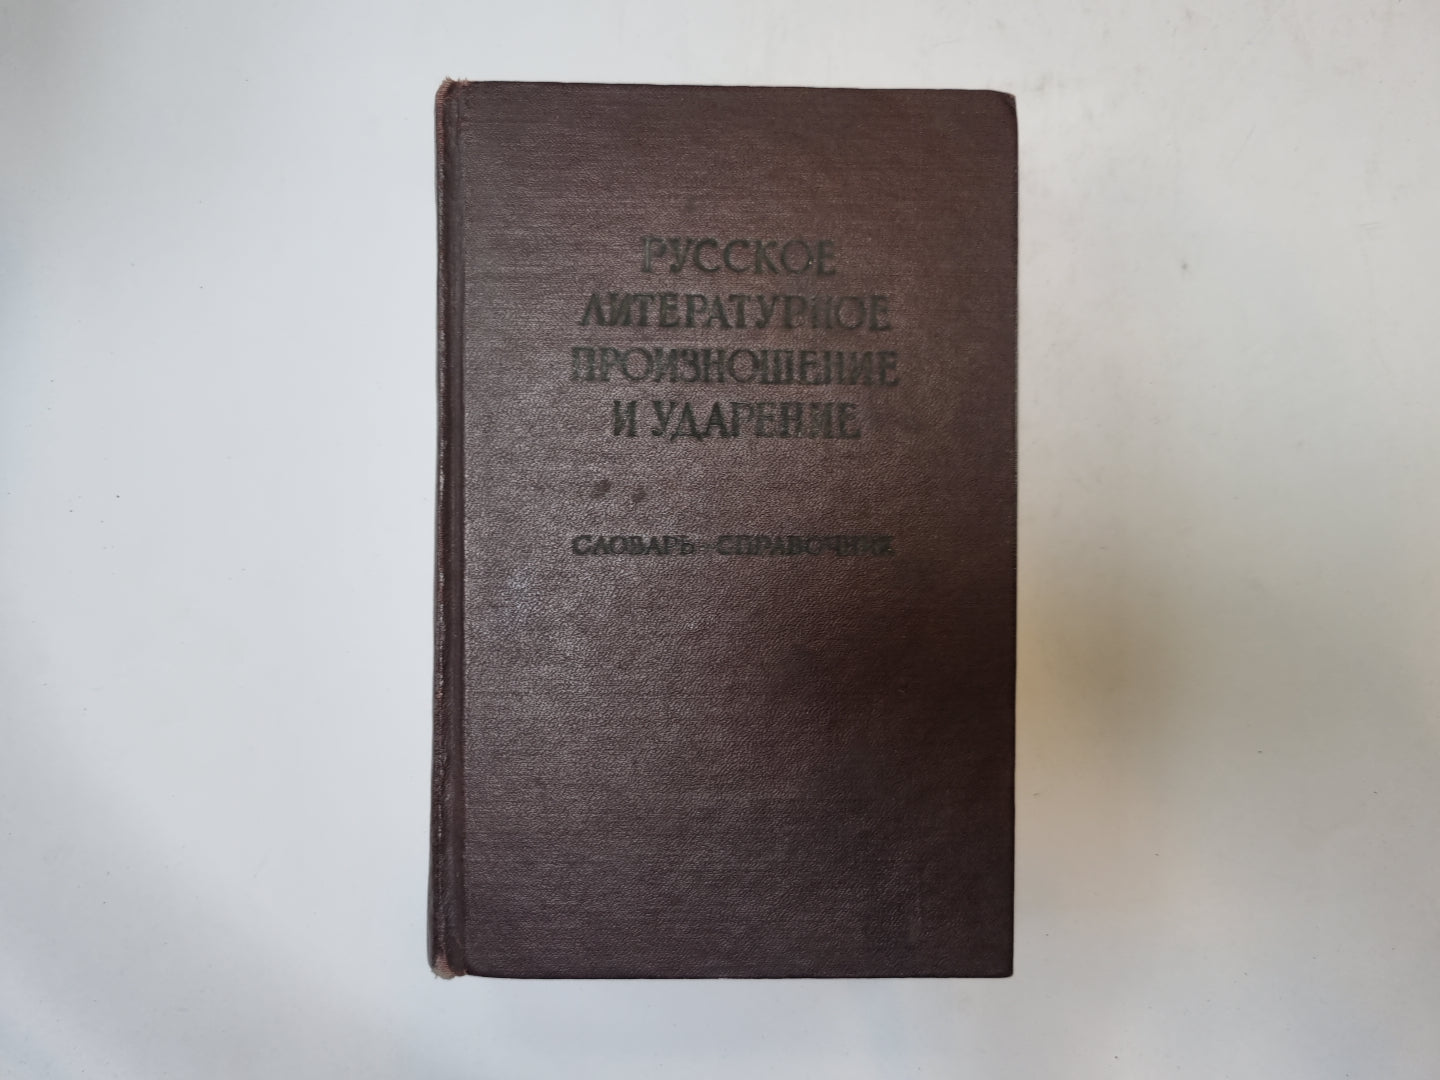 РУССКОЕ
ЛИТЕРАТУРНОЕ
ПРОИЗНОШЕНИЕ
И УДАРЕНИЕ
СЛОВАРЬ-СПРАВОЧНИК